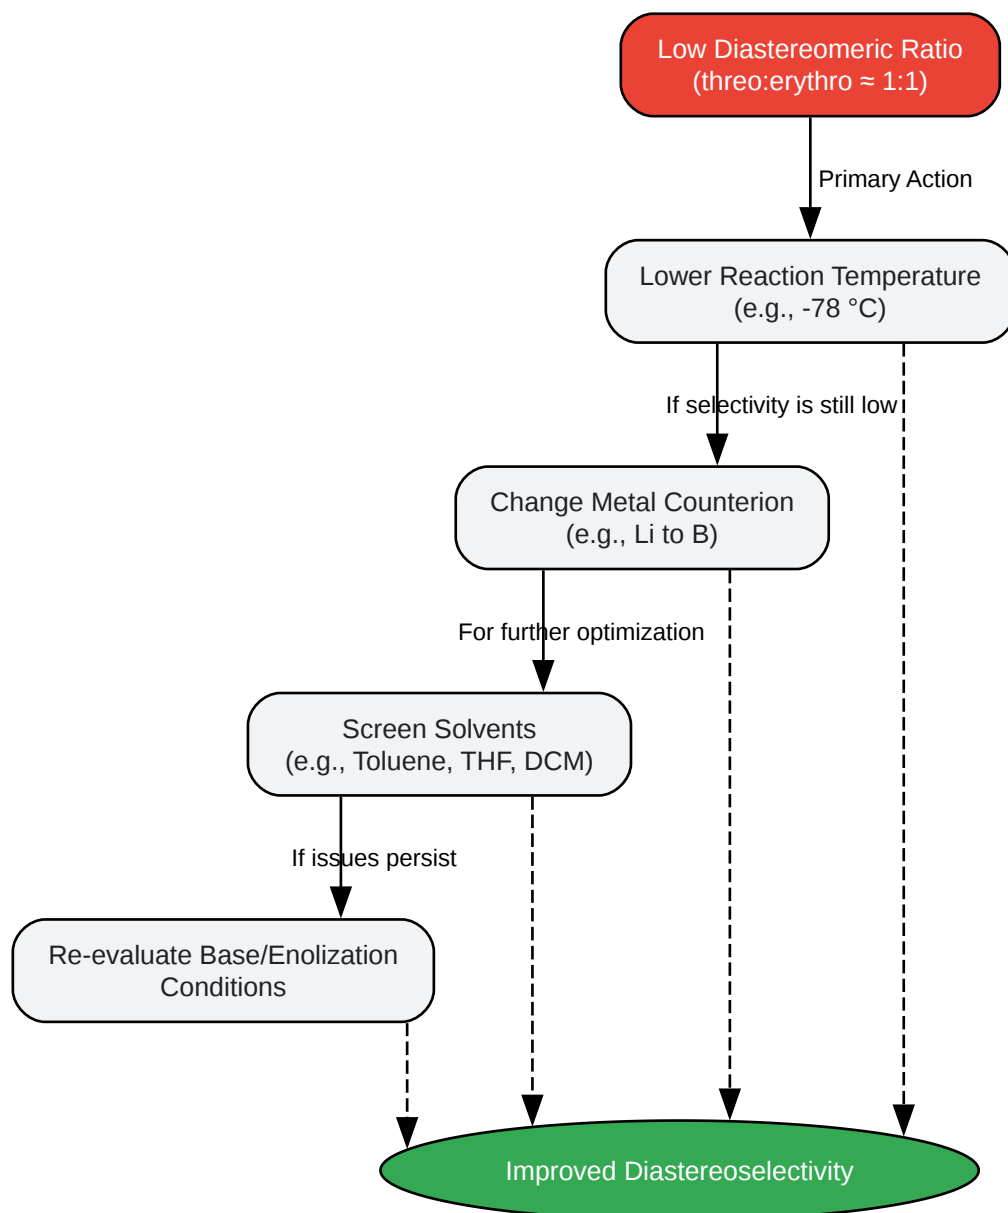 Low Diastereomeric Ratio
(threo:erythro ≈ 1:1)
Primary Action
Lower Reaction Temperature
(e.g., -78 °C)
If selectivity is still low
Change Metal Counterion
(e.g., Li to B)
For further optimization
Screen Solvents
(e.g., Toluene, THF, DCM)
If issues persist
Re-evaluate Base/Enolization
Conditions
Improved Diastereoselectivity